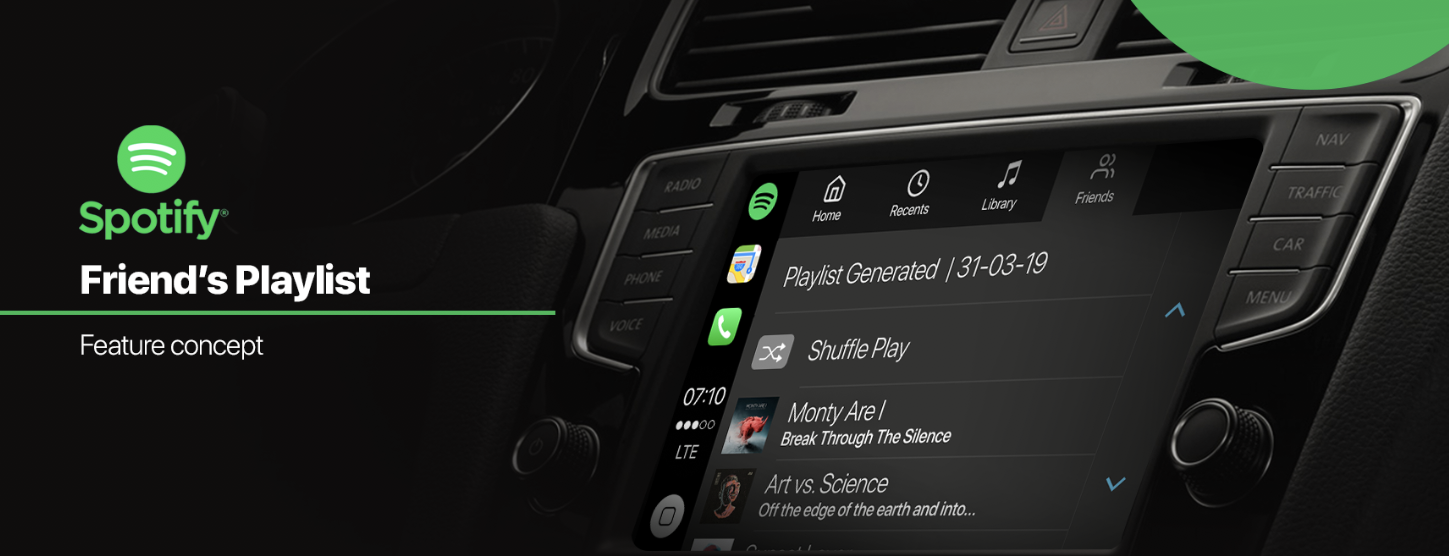 Spotify®
Friend's Playlist
Feature concept
RADIO
MEDIA
PHONE
VOICE
Home
Recents
Library
Friends
Playlist Generated | 31-03-19
Shuffle Play
Monty Are I
Break Through The Silence
Art vs. Science
Off the edge of the earth and into...
07:10
LTE
NAV
TRAFFIC
CAR
MENU